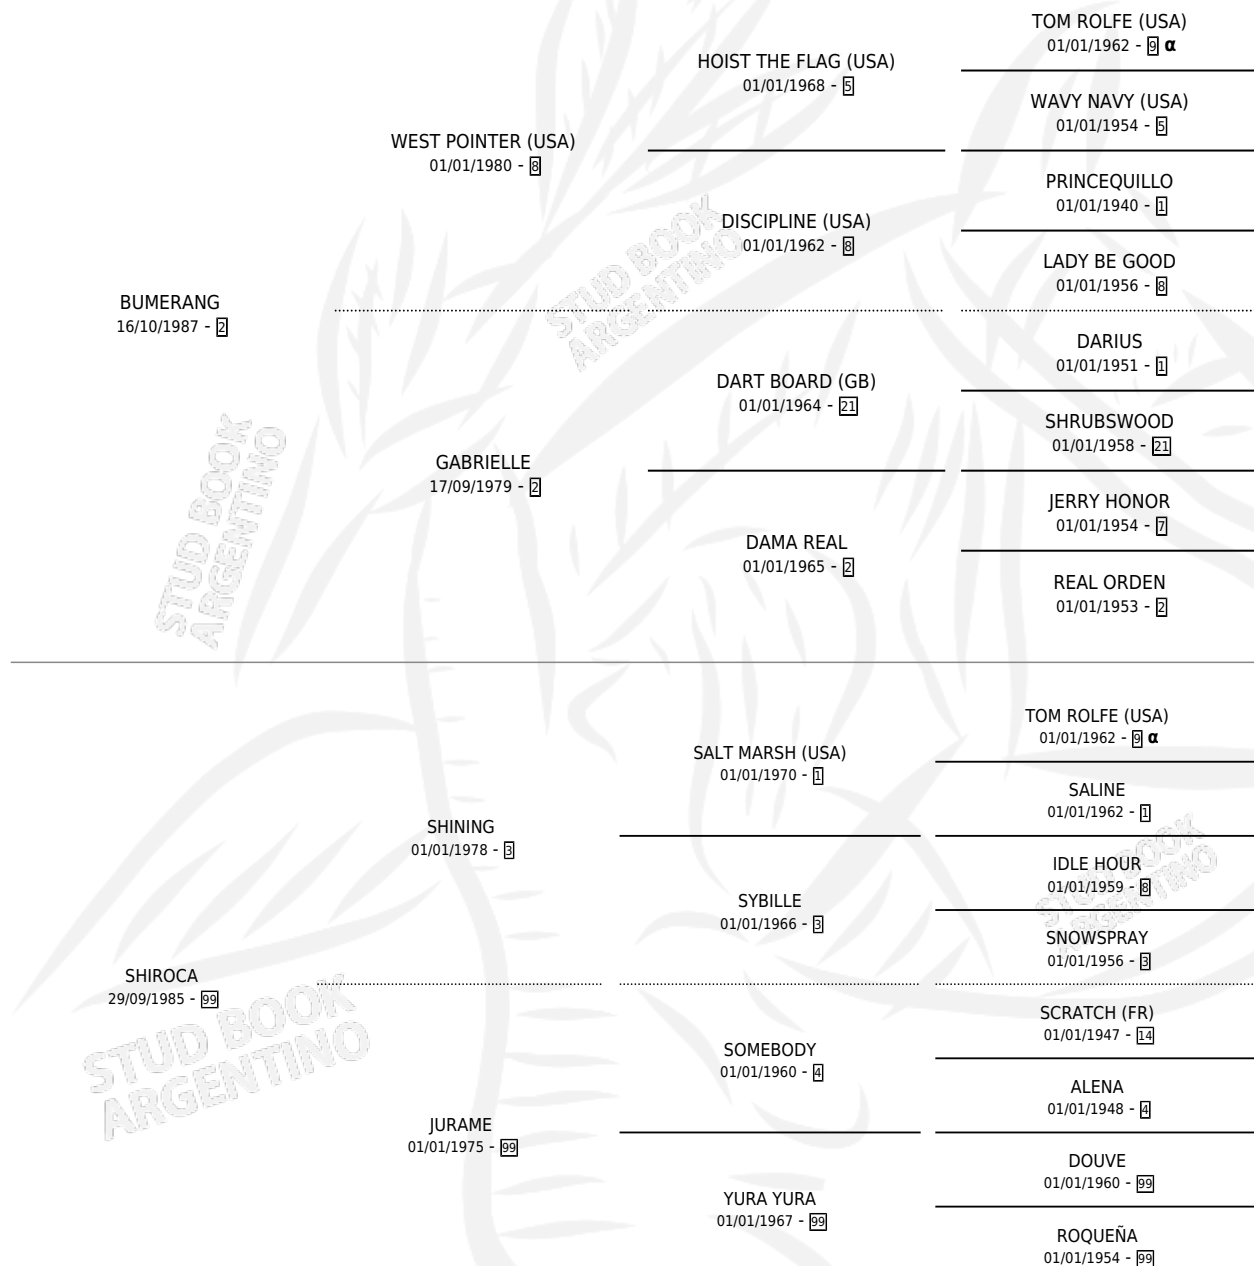 TOM ROLFE (USA)
01/01/1962 - 9 α
HOIST THE FLAG (USA)
01/01/1968 - 5
WAVY NAVY (USA)
01/01/1954 - 5
WEST POINTER (USA)
01/01/1980 - 8
PRINCEQUILLO
01/01/1940 - 1
DISCIPLINE (USA)
01/01/1962 - 8
LADY BE GOOD
01/01/1956 - 8
BUMERANG
16/10/1987 - 2
DARIUS
01/01/1951 - 1
DART BOARD (GB)
01/01/1964 - 21
SHRUBSWOOD
01/01/1958 - 21
GABRIELLE
17/09/1979 - 2
JERRY HONOR
01/01/1954 - 7
DAMA REAL
01/01/1965 - 2
REAL ORDEN
01/01/1953 - 2
TOM ROLFE (USA)
01/01/1962 - 9 α
SALT MARSH (USA)
01/01/1970 - 1
SALINE
01/01/1962 - 1
SHINING
01/01/1978 - 3
IDLE HOUR
01/01/1959 - 8
SYBILLE
01/01/1966 - 3
SNOWSPRAY
01/01/1956 - 3
SHIROCA
29/09/1985 - 99
SCRATCH (FR)
01/01/1947 - 14
SOMEBODY
01/01/1960 - 4
ALENA
01/01/1948 - 4
JURAME
01/01/1975 - 99
DOUVE
01/01/1960 - 99
YURA YURA
01/01/1967 - 99
ROQUEÑA
01/01/1954 - 99
STUD BOOK
ARGENTINO
STUD BOOK
ARGENTINO
STUD BOOK
ARGENTINO
STUD BOOK
ARGENTINO